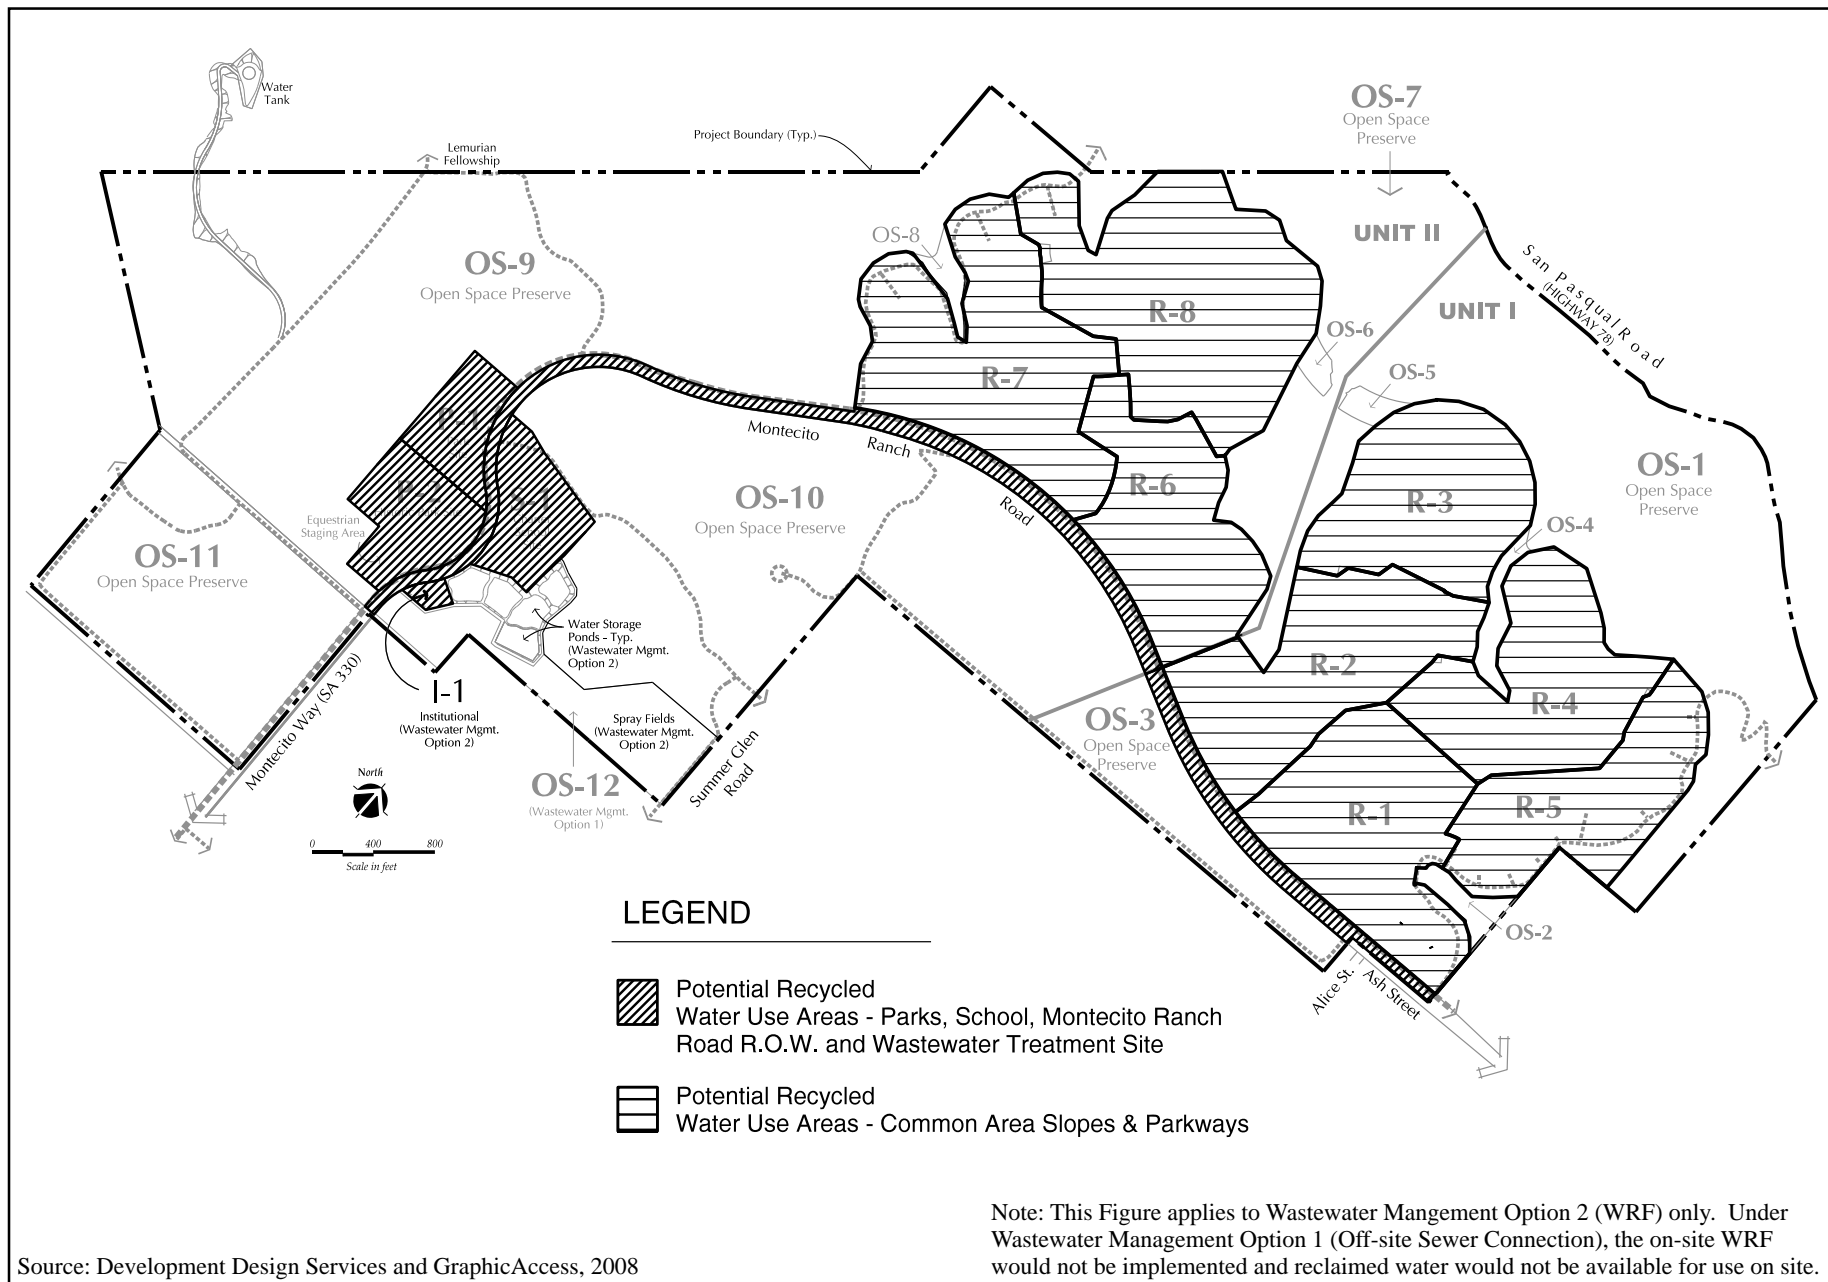 Water
Tank
Lemurian
Fellowship
Project Boundary (Typ.)
OS-7
Open Space
Preserve
OS-8
UNIT II
UNIT I
San Pasqual Road
(HIGHWAY 78)
OS-9
Open Space Preserve
R-8
OS-6
OS-5
R-7
P-1
Montecito
Ranch
Road
OS-1
Open Space
Preserve
P-2
S-1
OS-10
Open Space Preserve
R-6
R-3
OS-4
Equestrian
Staging Area
OS-11
Open Space Preserve
Water Storage
Ponds - Typ.
(Wastewater Mgmt.
Option 2)
R-2
I-1
Institutional
(Wastewater Mgmt.
Option 2)
Spray Fields
(Wastewater Mgmt.
Option 2)
R-4
OS-3
Open Space
Preserve
Montecito Way (SA 330)
Summer Glen
Road
OS-12
(Wastewater Mgmt.
Option 1)
R-1
R-5
North
0 400 800
Scale in feet
OS-2
Alice St.
Ash Street
LEGEND
Potential Recycled
Water Use Areas - Parks, School, Montecito Ranch
Road R.O.W. and Wastewater Treatment Site
Potential Recycled
Water Use Areas - Common Area Slopes & Parkways
Note: This Figure applies to Wastewater Mangement Option 2 (WRF) only. Under
Wastewater Management Option 1 (Off-site Sewer Connection), the on-site WRF
would not be implemented and reclaimed water would not be available for use on site.
Source: Development Design Services and GraphicAccess, 2008